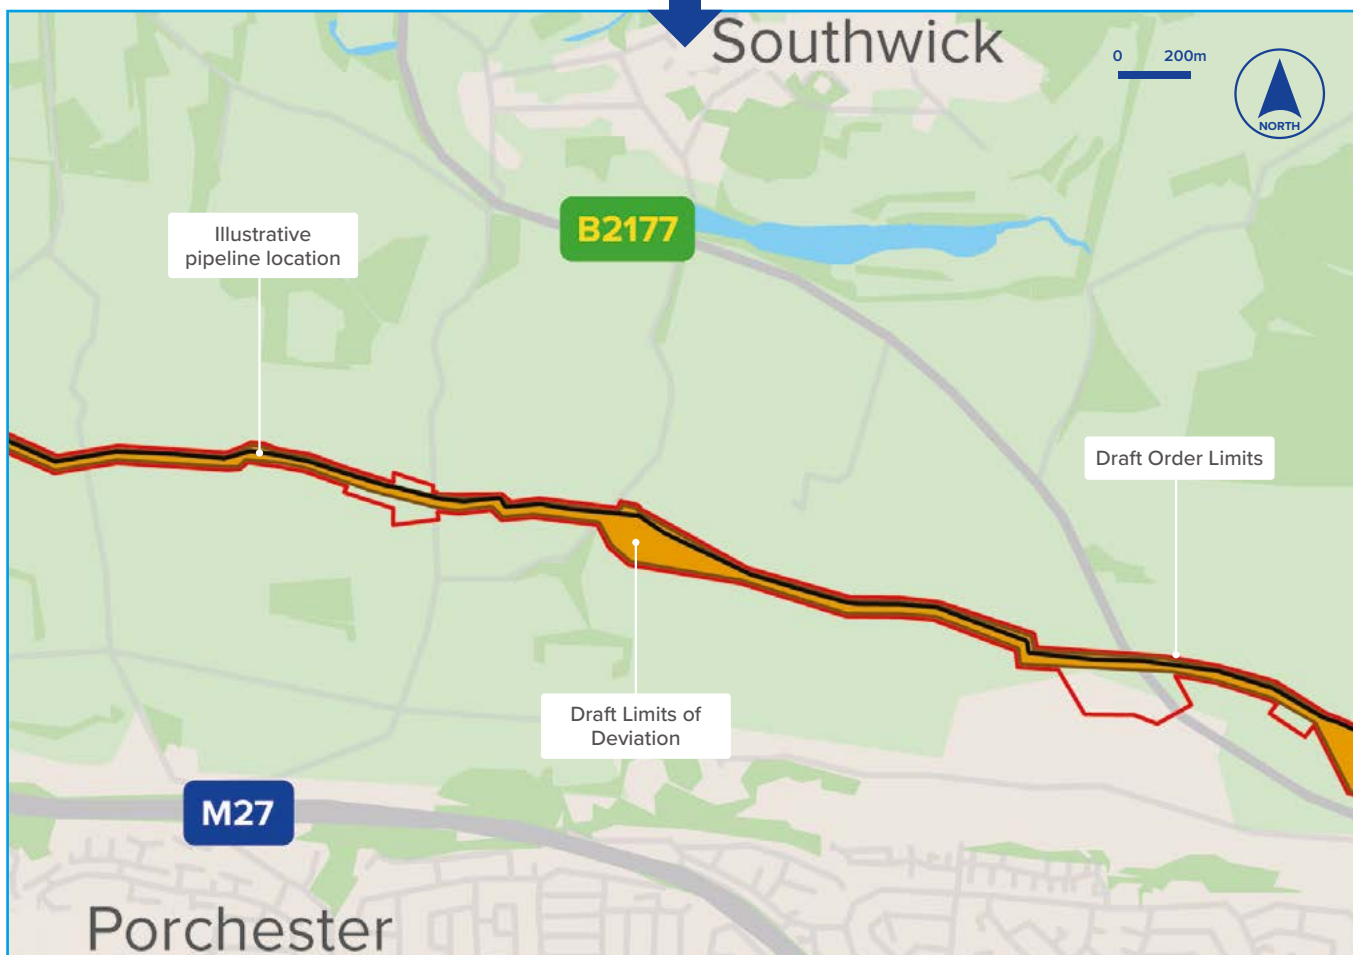 Southwick
0 200m
NORTH
B2177
Illustrative
pipeline location
Draft Order Limits
Draft Limits of
Deviation
M27
Porchester